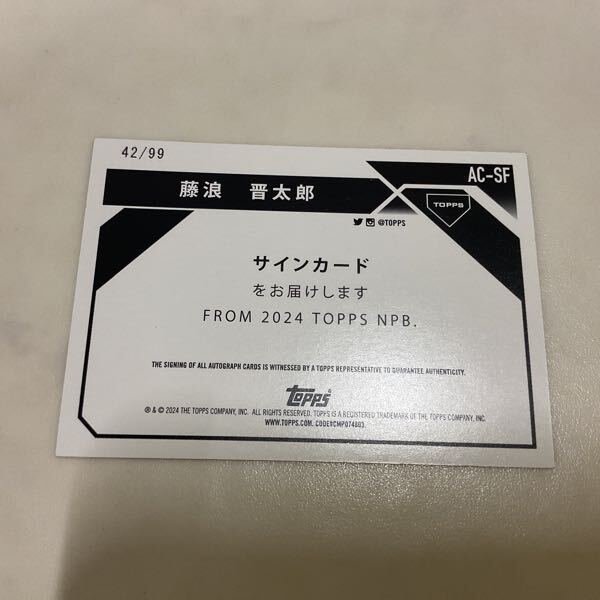 42/99
AC-SF
藤浪 晋太郎
TOPPS
@TOPPS
サインカード
をお届けします
FROM 2024 TOPPS NPB.
THE SIGNING OF ALL AUTOGRAPH CARDS IS WITNESSED BY A TOPPS REPRESENTATIVE TO GUARANTEE AUTHENTICITY.
topps®
® & © 2024 THE TOPPS COMPANY, INC. ALL RIGHTS RESERVED. TOPPS IS A REGISTERED TRADEMARK OF THE TOPPS COMPANY, INC.
WWW.TOPPS.COM. CODE#CMP074803.